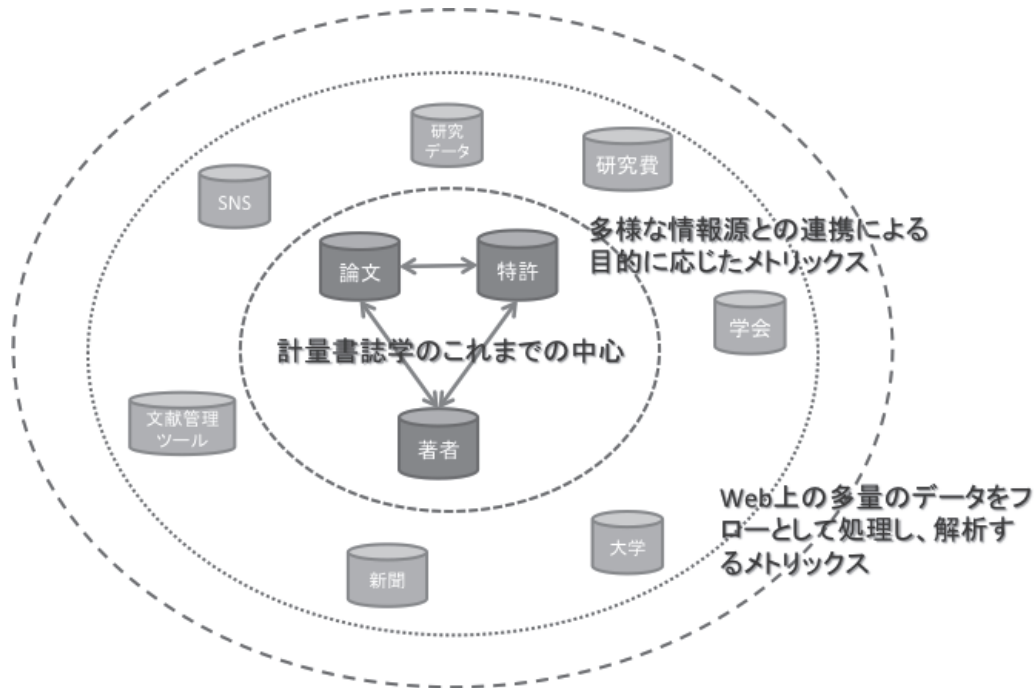 研究
データ
研究費
SNS
多様な情報源との連携による
目的に応じたメトリックス
論文
特許
学会
計量書誌学のこれまでの中心
文献管理
ツール
著者
Web上の多量のデータをフ
ローとして処理し、解析す
るメトリックス
大学
新聞